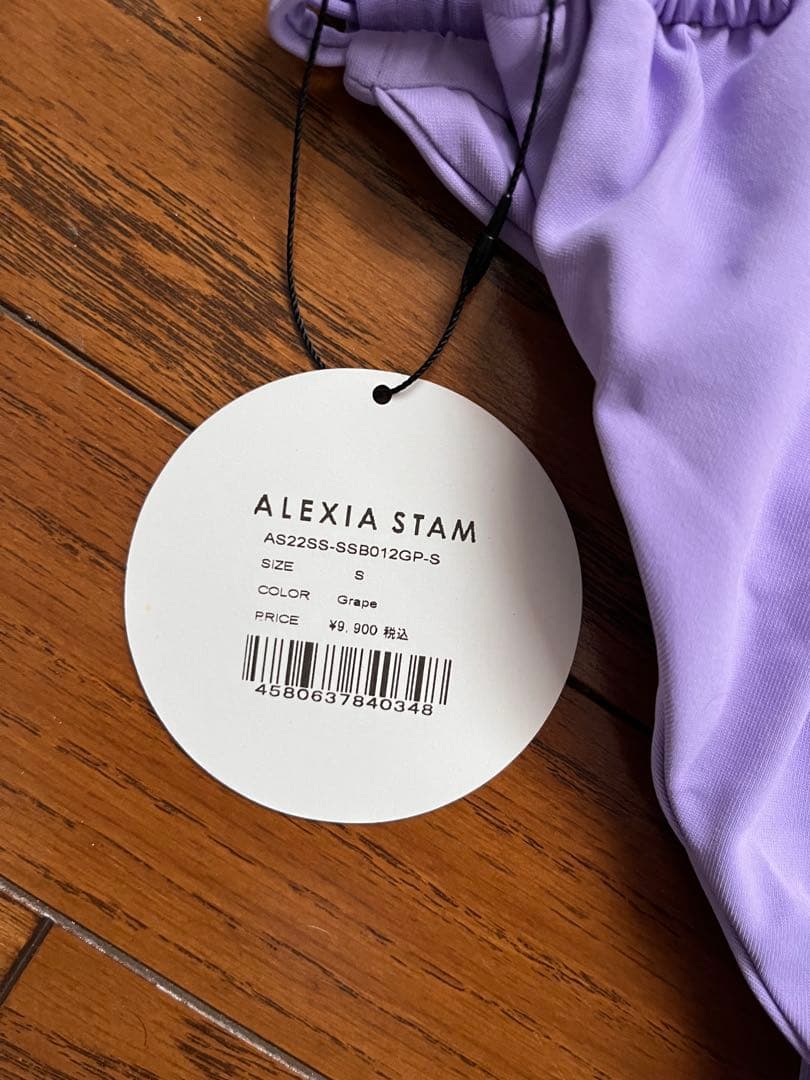 ALEXIA STAM
AS22SS-SSB012GP-S
SIZE S
COLOR Grape
PRICE ¥9,900 税込
4580637840348